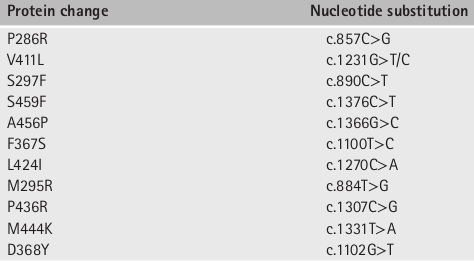 Protein change Nucleotide substitution
P286R c.857C>G
V411L c.1231G>T/C
S297F c.890C>T
S459F c.1376C>T
A456P c.1366G>C
F367S c.1100T>C
L424I c.1270C>A
M295R c.884T>G
P436R c.1307C>G
M444K c.1331T>A
D368Y c.1102G>T